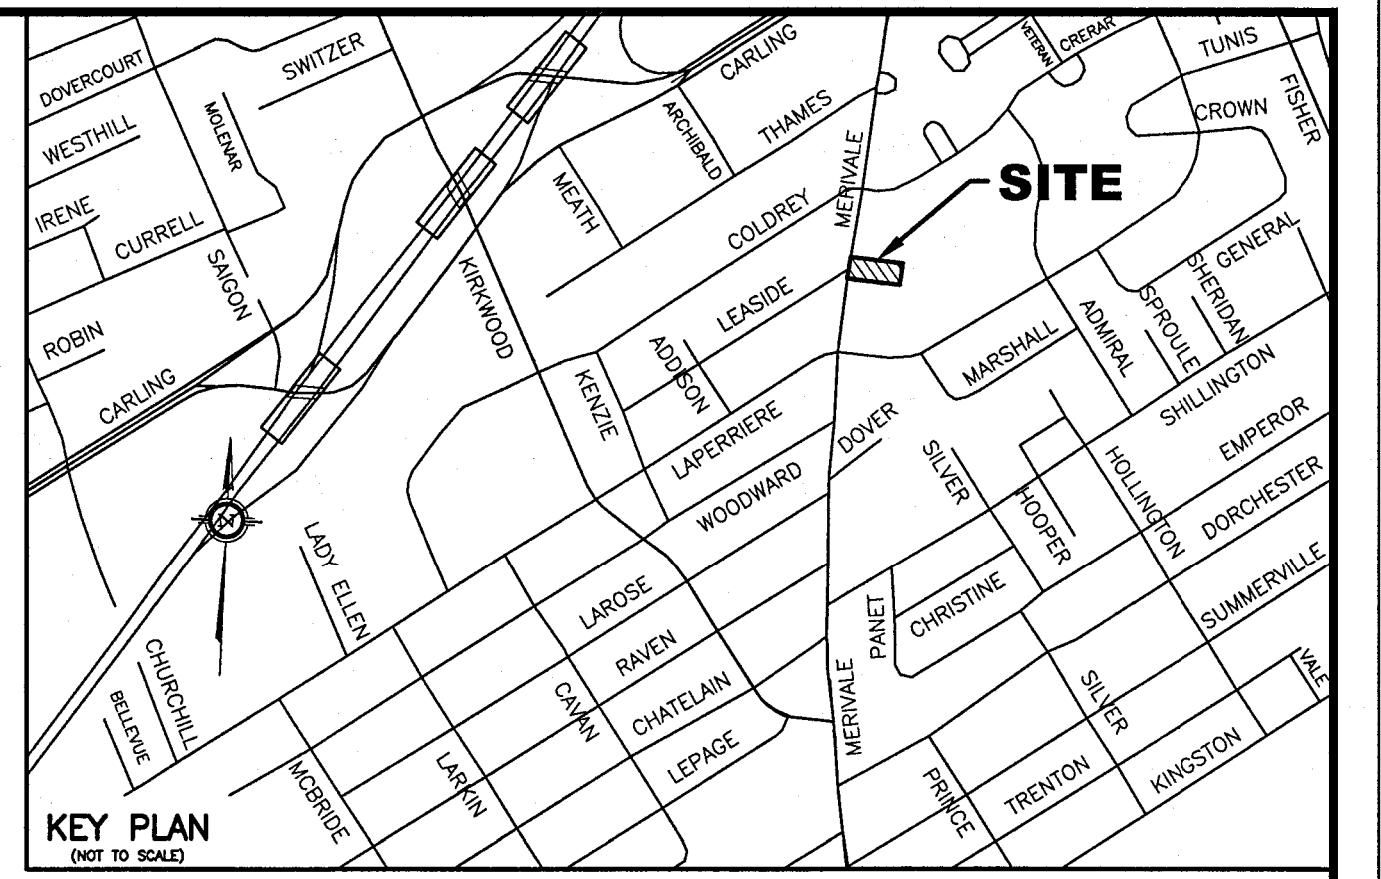 DOVERCOURT
SWITZER
CARLING
VETERAN
CRERAR
TUNIS
WESTHILL
MOLENAR
ARCHIBALD
THAMES
CROWN
FISHER
IRENE
CURRELL
MEATH
COLDREY
MERIVALE
SITE
SAIGON
KIRKWOOD
LEASIDE
GENERAL
SHERIDAN
SPROULE
ROBIN
CARLING
ADDISON
KENZIE
MARSHALL
ADMIRAL
SHILLINGTON
LAPERRIERE
DOVER
EMPEROR
WOODWARD
SILVER
HOOPER
HOLLINGTON
DORCHESTER
N
LADY ELLEN
LAROSE
PANET
CHRISTINE
SUMMERVILLE
CHURCHILL
RAVEN
BELLEVUE
CAVAN
CHATELAIN
MERIVALE
SILVER
VALE
LEPAGE
MCBRIDE
LARKIN
PRINCE
TRENTON
KINGSTON
KEY PLAN
(NOT TO SCALE)